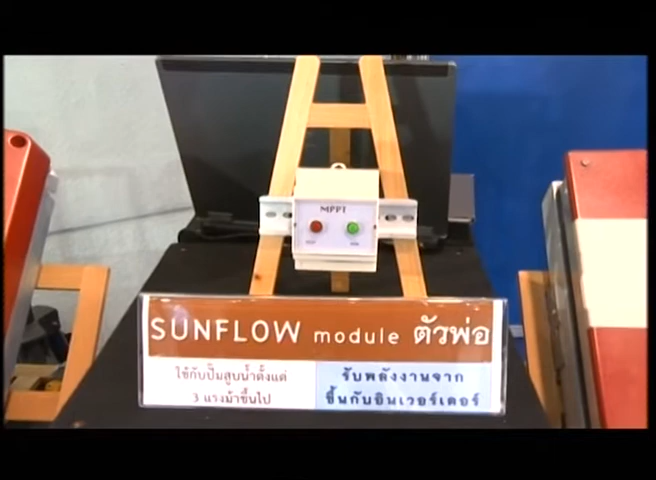 MPPT
SUNFLOW module ตัวพ่อ
ใช้กับปั๊มสูบน้ำตั้งแต่
3 แรงม้าขึ้นไป
รับพลังงานจาก
ขึ้นกับอินเวอร์เตอร์